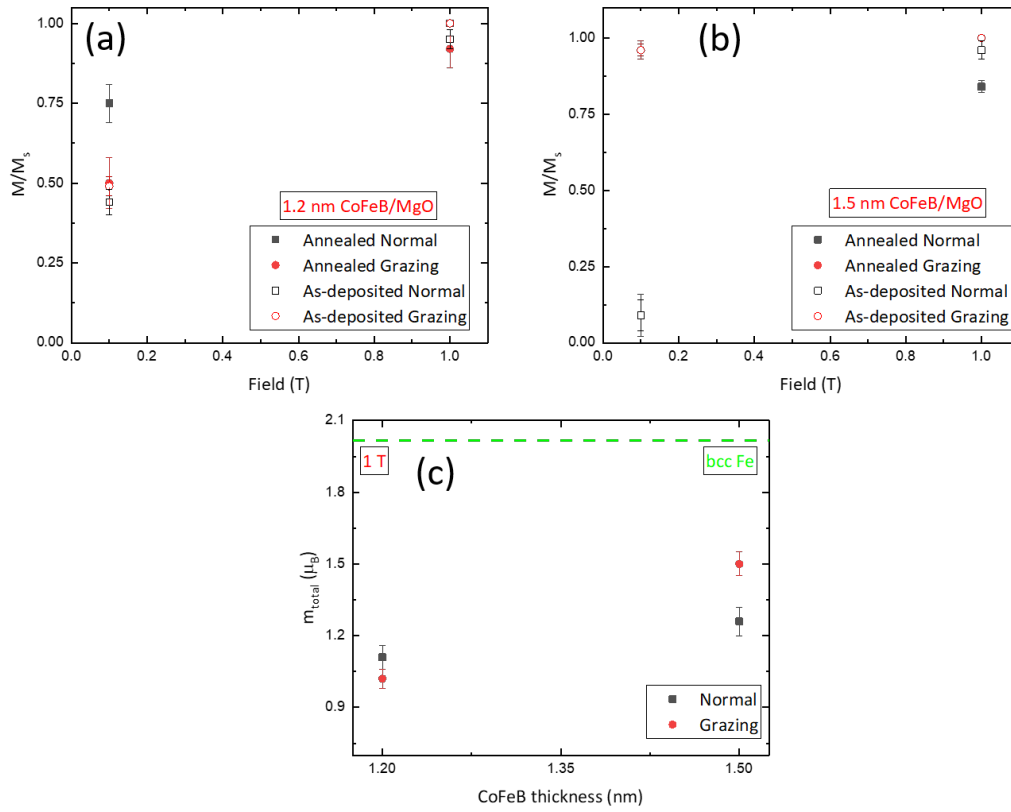 (a)
1.00
0.75
0.50
0.25
0.00
M/Ms
1.2 nm CoFeB/MgO
Annealed Normal
Annealed Grazing
As-deposited Normal
As-deposited Grazing
0.0 0.2 0.4 0.6 0.8 1.0
Field (T)
(b)
1.00
0.75
0.50
0.25
0.00
M/Ms
1.5 nm CoFeB/MgO
Annealed Normal
Annealed Grazing
As-deposited Normal
As-deposited Grazing
0.0 0.2 0.4 0.6 0.8 1.0
Field (T)
2.1
1.8
1.5
1.2
0.9
mtotal (μB)
1 T
(c)
bcc Fe
Normal
Grazing
1.20 1.35 1.50
CoFeB thickness (nm)